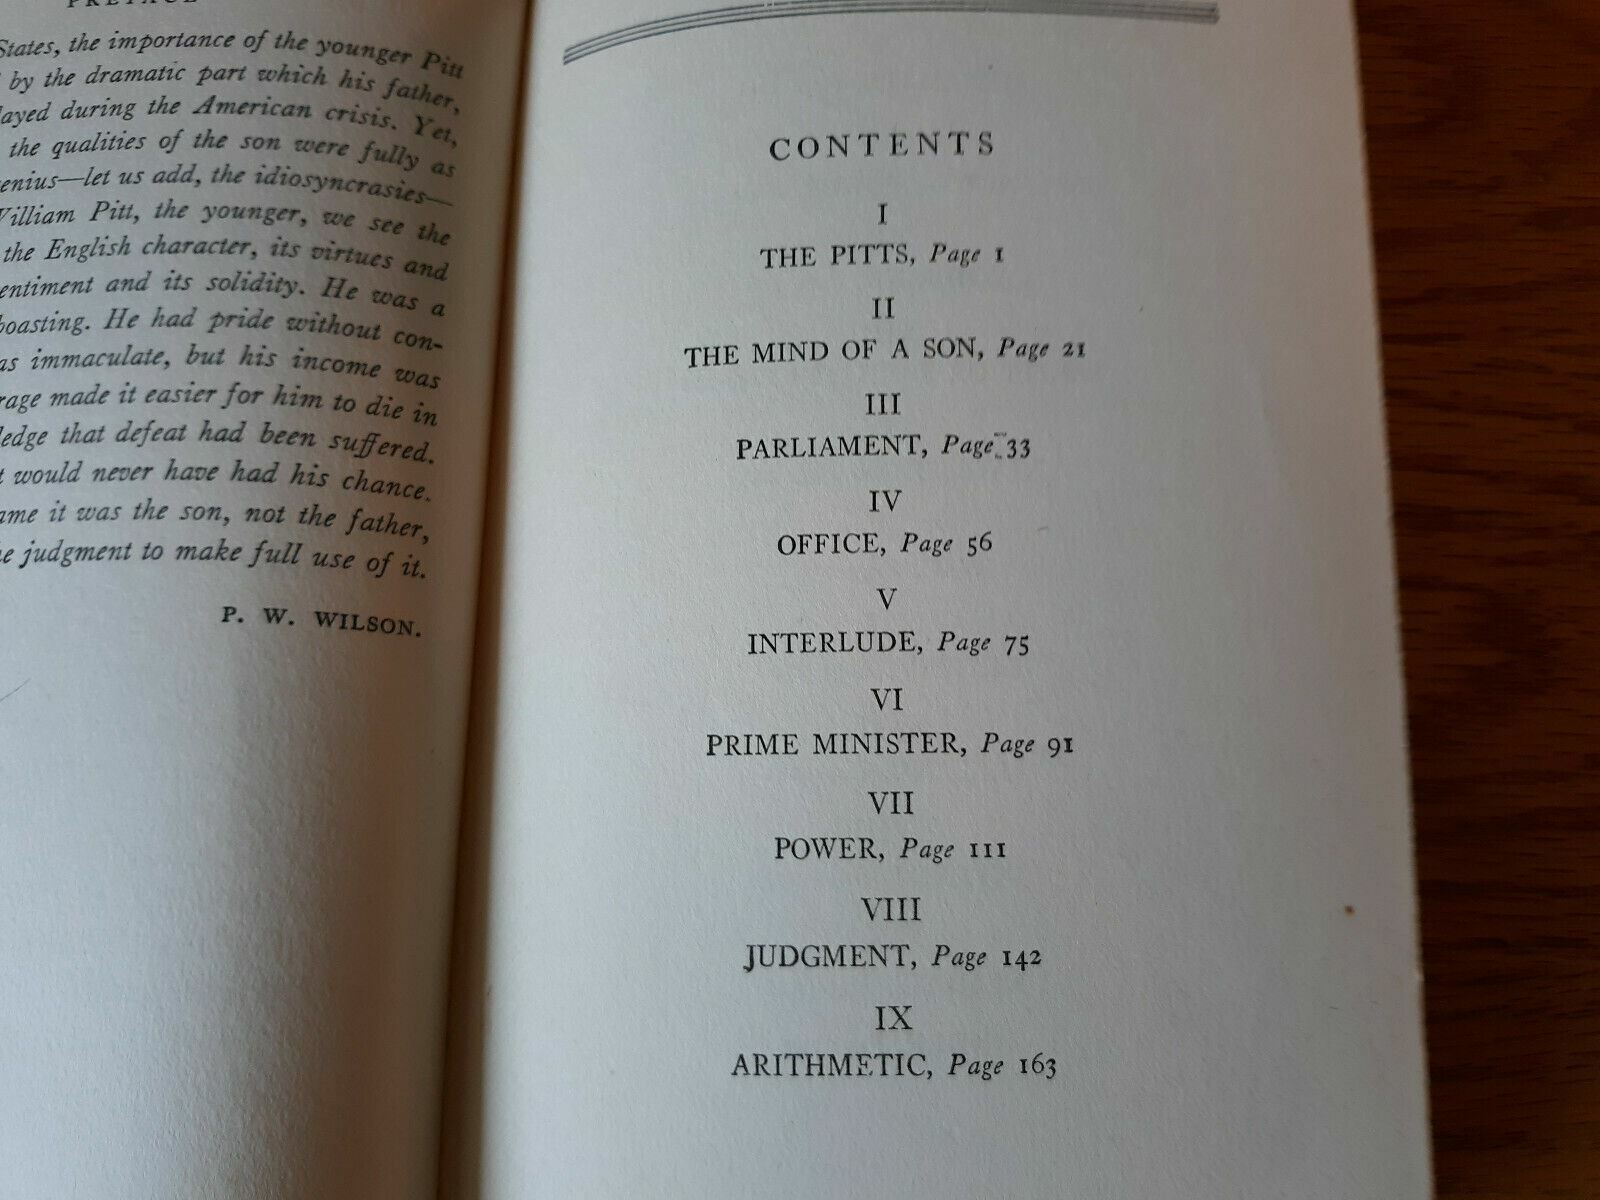 PREFACE
States, the importance of the younger Pitt
by the dramatic part which his father,
during the American crisis. Yet,
the qualities of the son were fully as
let us add, the idiosyncrasies—
William Pitt, the younger, we see the
the English character, its virtues and
and its solidity. He was a
boasting. He had pride without con-
immaculate, but his income was
made it easier for him to die in
that defeat had been suffered.
would never have had his chance.
it was the son, not the father,
judgment to make full use of it.
P. W. WILSON.
CONTENTS
I
THE PITTS, Page 1
II
THE MIND OF A SON, Page 21
III
PARLIAMENT, Page 33
IV
OFFICE, Page 56
V
INTERLUDE, Page 75
VI
PRIME MINISTER, Page 91
VII
POWER, Page 111
VIII
JUDGMENT, Page 142
IX
ARITHMETIC, Page 163